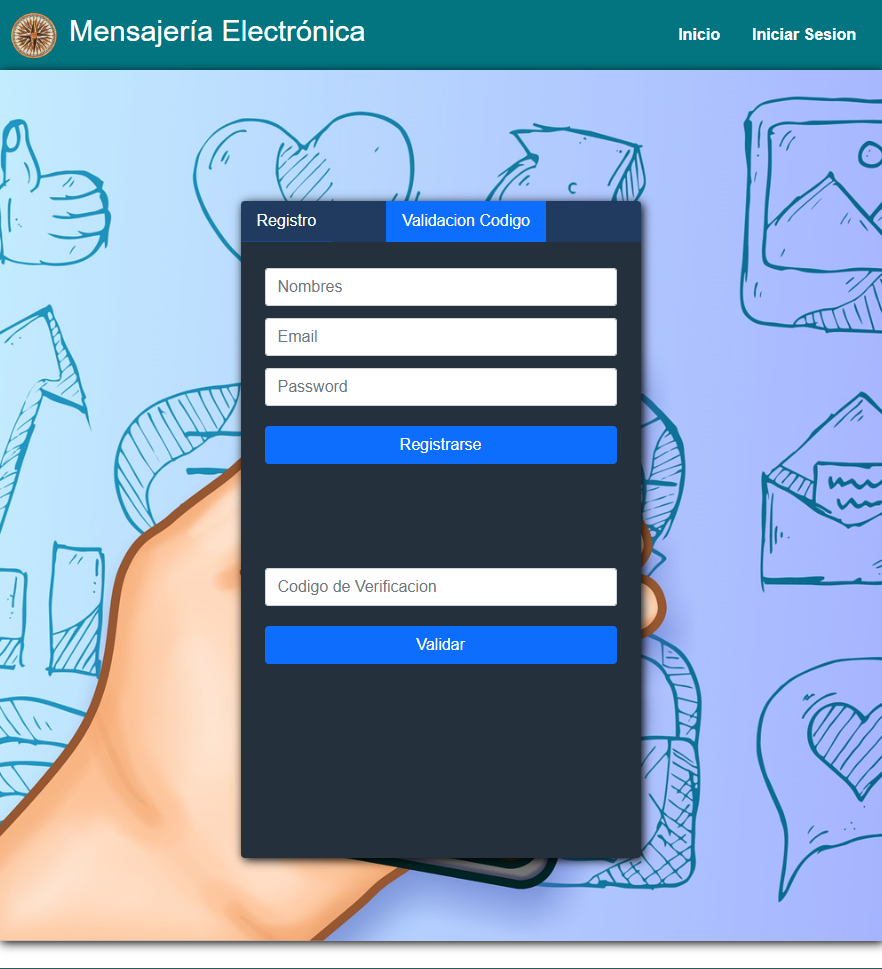 Mensajería Electrónica
Inicio
Iniciar Sesion
Registro
Validacion Codigo
Nombres
Email
Password
Registrarse
Codigo de Verificacion
Validar